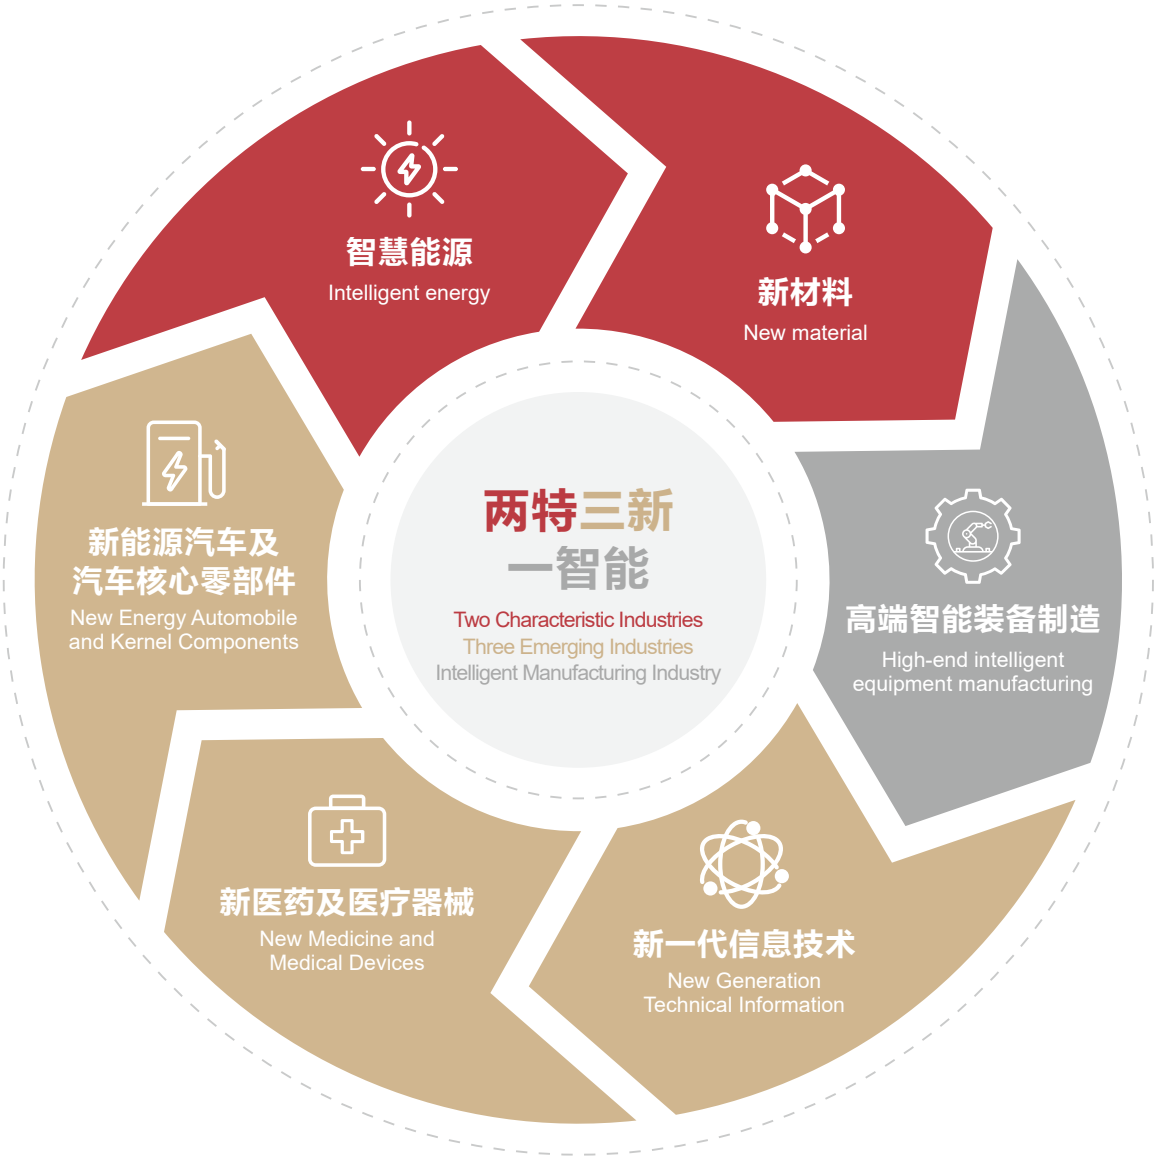 智慧能源
Intelligent energy
新材料
New material
新能源汽车及
汽车核心零部件
New Energy Automobile
and Kernel Components
两特三新
一智能
Two Characteristic Industries
Three Emerging Industries
Intelligent Manufacturing Industry
高端智能装备制造
High-end intelligent
equipment manufacturing
新医药及医疗器械
New Medicine and
Medical Devices
新一代信息技术
New Generation
Technical Information